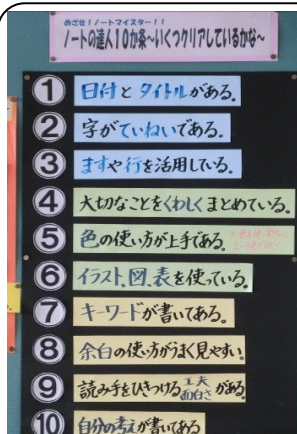 めざせ!ノートマイスター!!
ノートの達人10か条~いくつクリアしているかな~
① 日付とタイトルがある。
② 字がていねいである。
③ ますや行を活用している。
④ 大切なことをくわしくまとめている。
⑤ 色の使い方が上手である。
⑥ イラスト、図、表を使っている。
⑦ キーワードが書いてある。
⑧ 余白の使い方がうまく見やすい。
⑨ 読み手をひきつける工夫 面白さがある。
⑩ 自分の考えが書いてある